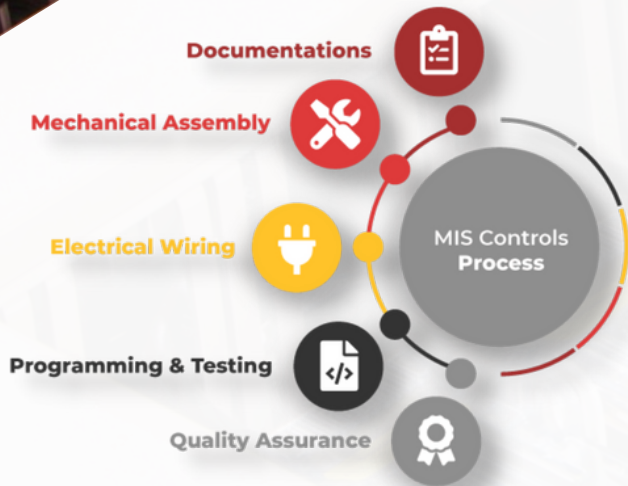 Documentations
Mechanical Assembly
Electrical Wiring
Programming & Testing
Quality Assurance
MIS Controls
Process